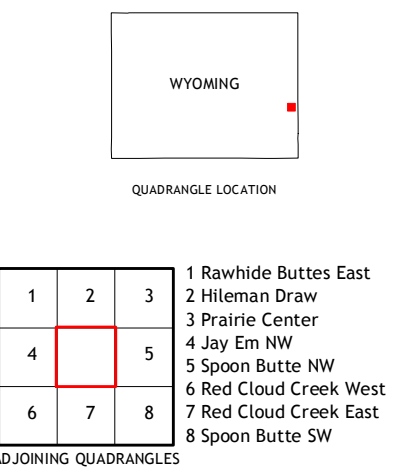 WYOMING
QUADRANGLE LOCATION
1 2 3
4 5
6 7 8
1 Rawhide Buttes East
2 Hileman Draw
3 Prairie Center
4 Jay Em NW
5 Spoon Butte NW
6 Red Cloud Creek West
7 Red Cloud Creek East
8 Spoon Butte SW
ADJOINING QUADRANGLES